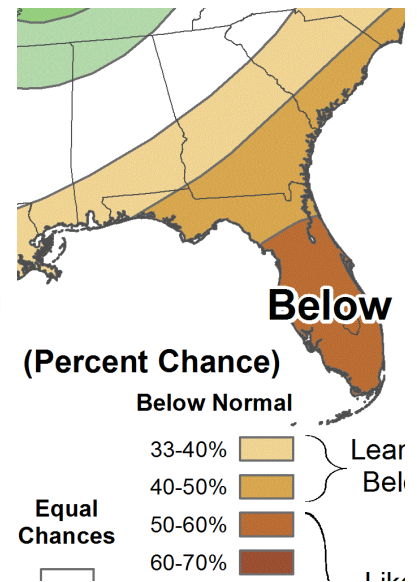 Below
(Percent Chance)
Below Normal
33-40%
40-50%
50-60%
60-70%
Equal
Chances